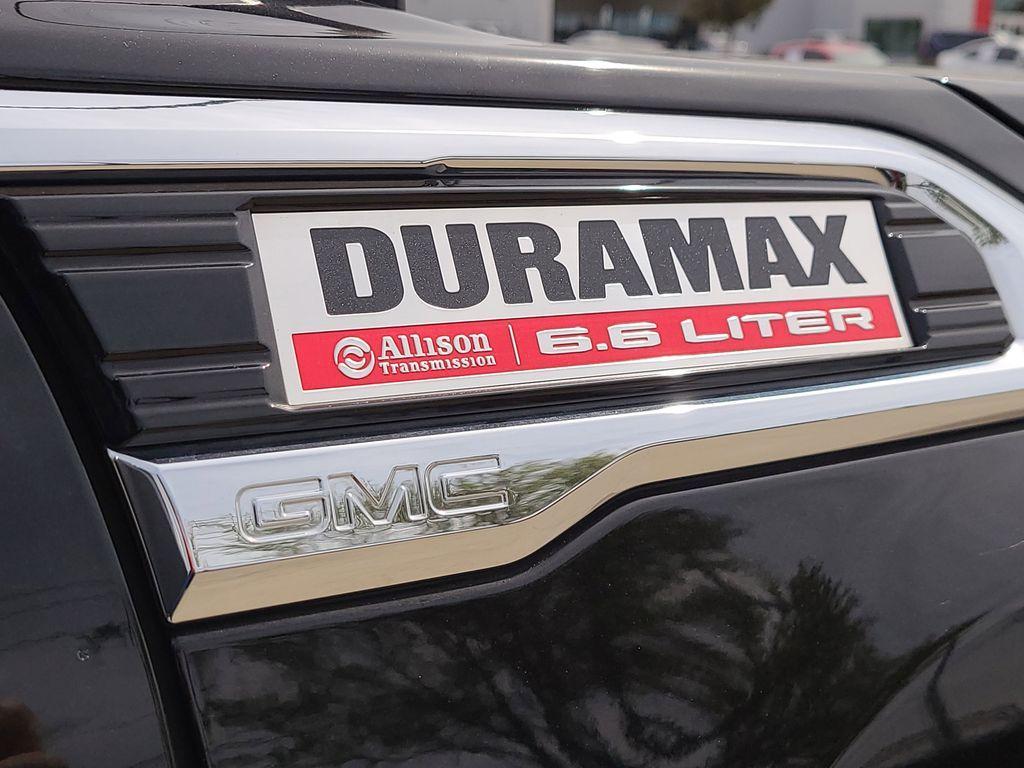 DURAMAX
Allison
Transmission
6.6 LITER
GMC